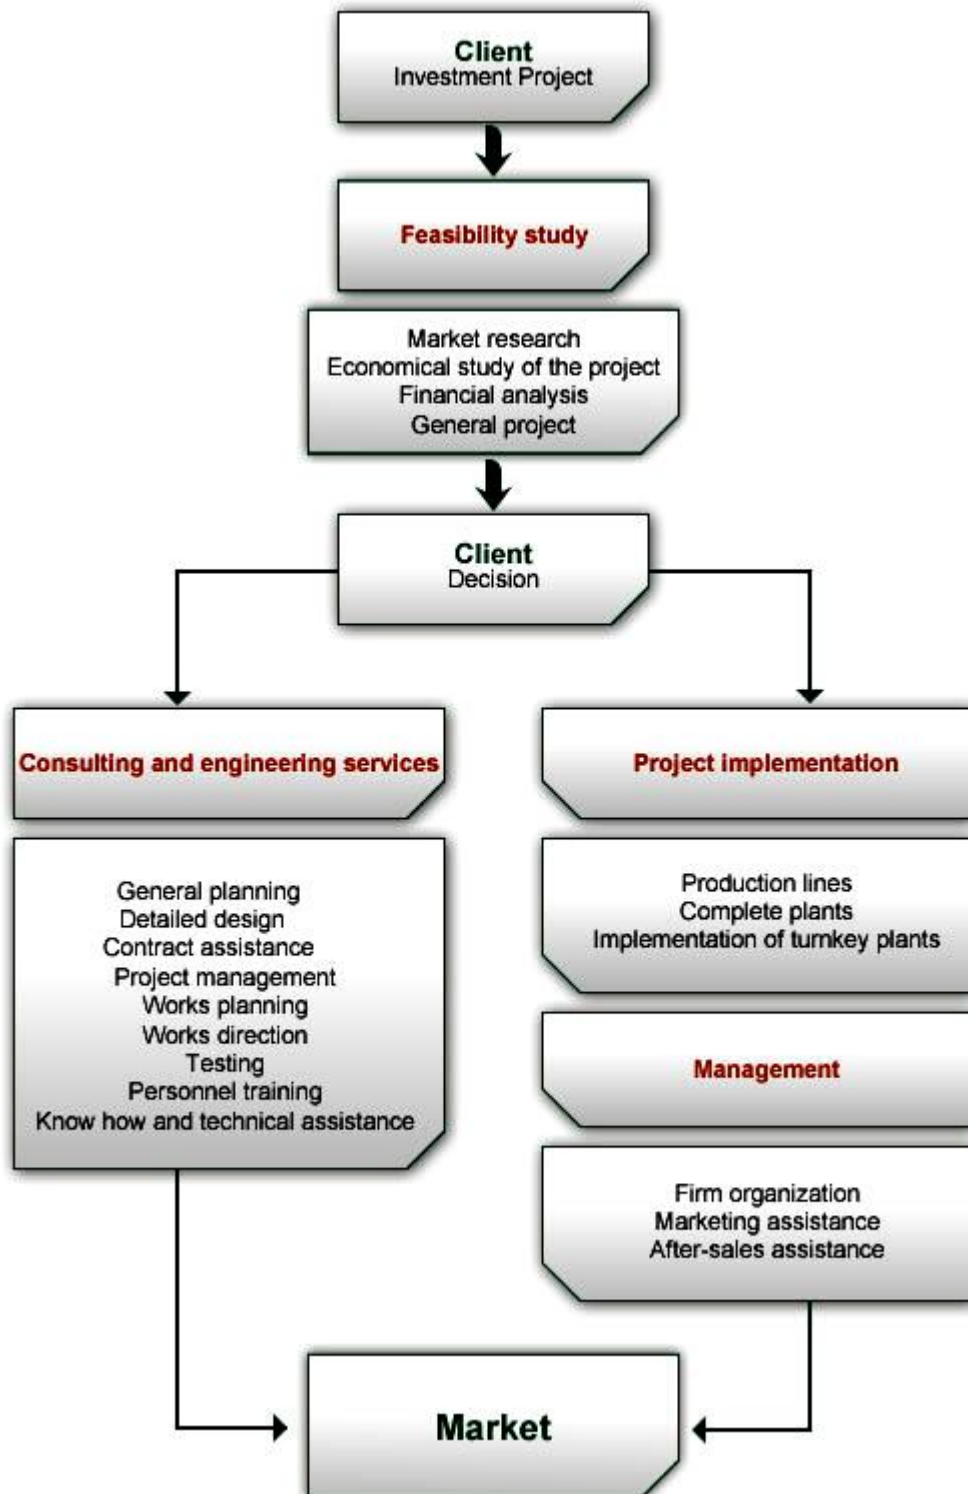 Client
Investment Project
Feasibility study
Market research
Economical study of the project
Financial analysis
General project
Client
Decision
Consulting and engineering services
General planning
Detailed design
Contract assistance
Project management
Works planning
Works direction
Testing
Personnel training
Know how and technical assistance
Project implementation
Production lines
Complete plants
Implementation of turnkey plants
Management
Firm organization
Marketing assistance
After-sales assistance
Market